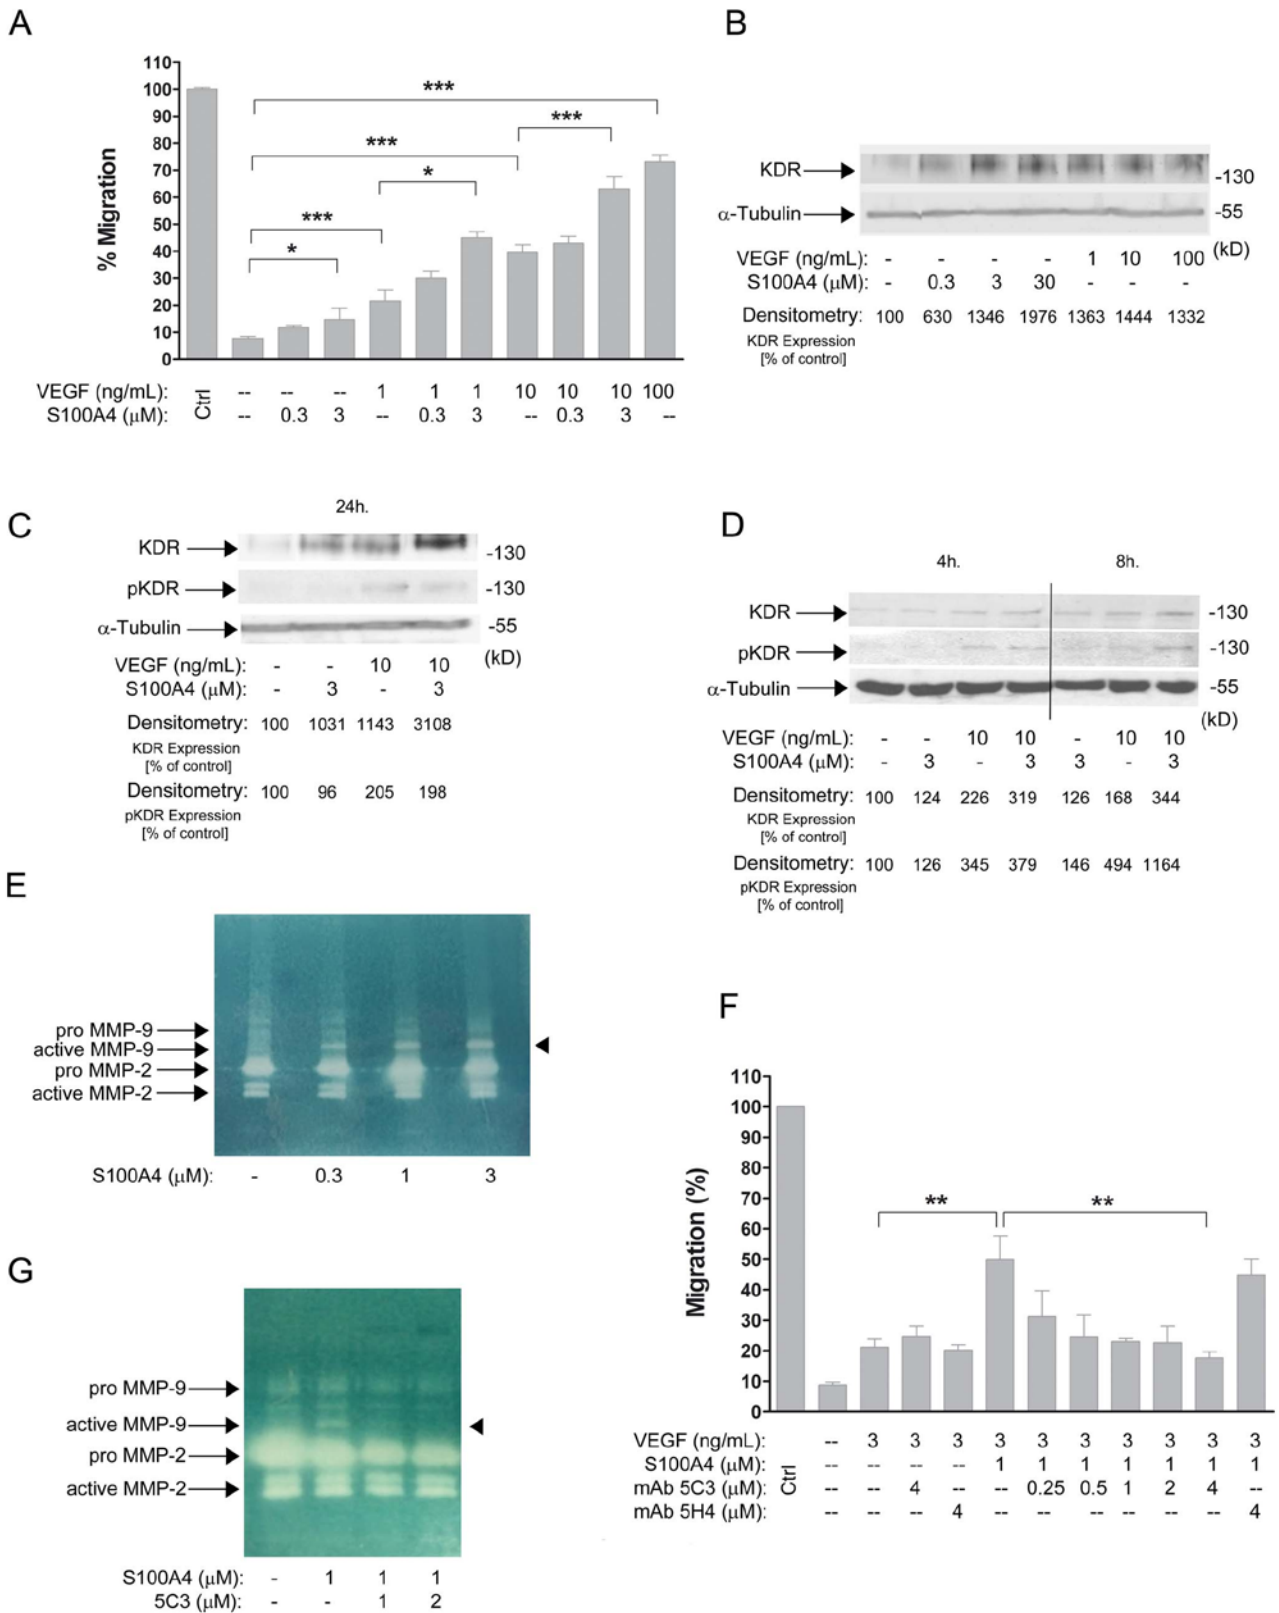 A
110
100
90
80
70
60
50
40
30
20
10
0
% Migration
***
***
***
*
***
*
Ctrl
VEGF (ng/mL): -- -- -- 1 1 1 10 10 10 100
S100A4 (µM): -- 0.3 3 -- 0.3 3 -- 0.3 3 --
B
KDR -130
α-Tubulin -55
(kD)
VEGF (ng/mL): - - - - 1 10 100
S100A4 (µM): - 0.3 3 30 - - -
Densitometry: 100 630 1346 1976 1363 1444 1332
KDR Expression
[% of control]
C
24h.
KDR -130
pKDR -130
α-Tubulin -55
(kD)
VEGF (ng/mL): - - 10 10
S100A4 (µM): - 3 - 3
Densitometry: 100 1031 1143 3108
KDR Expression
[% of control]
Densitometry: 100 96 205 198
pKDR Expression
[% of control]
D
4h. 8h.
KDR -130
pKDR -130
α-Tubulin -55
(kD)
VEGF (ng/mL): - - 10 10 - 10 10
S100A4 (µM): - 3 - 3 3 - 3
Densitometry: 100 124 226 319 126 168 344
KDR Expression
[% of control]
Densitometry: 100 126 345 379 146 494 1164
pKDR Expression
[% of control]
E
pro MMP-9
active MMP-9
pro MMP-2
active MMP-2
S100A4 (µM): - 0.3 1 3
F
110
100
90
80
70
60
50
40
30
20
10
0
Migration (%)
** **
Ctrl
VEGF (ng/mL): -- 3 3 3 3 3 3 3 3 3 3
S100A4 (µM): -- -- -- -- 1 1 1 1 1 1 1
mAb 5C3 (µM): -- -- 4 -- -- 0.25 0.5 1 2 4 --
mAb 5H4 (µM): -- -- -- 4 -- -- -- -- -- -- 4
G
pro MMP-9
active MMP-9
pro MMP-2
active MMP-2
S100A4 (µM): - 1 1 1
5C3 (µM): - - 1 2